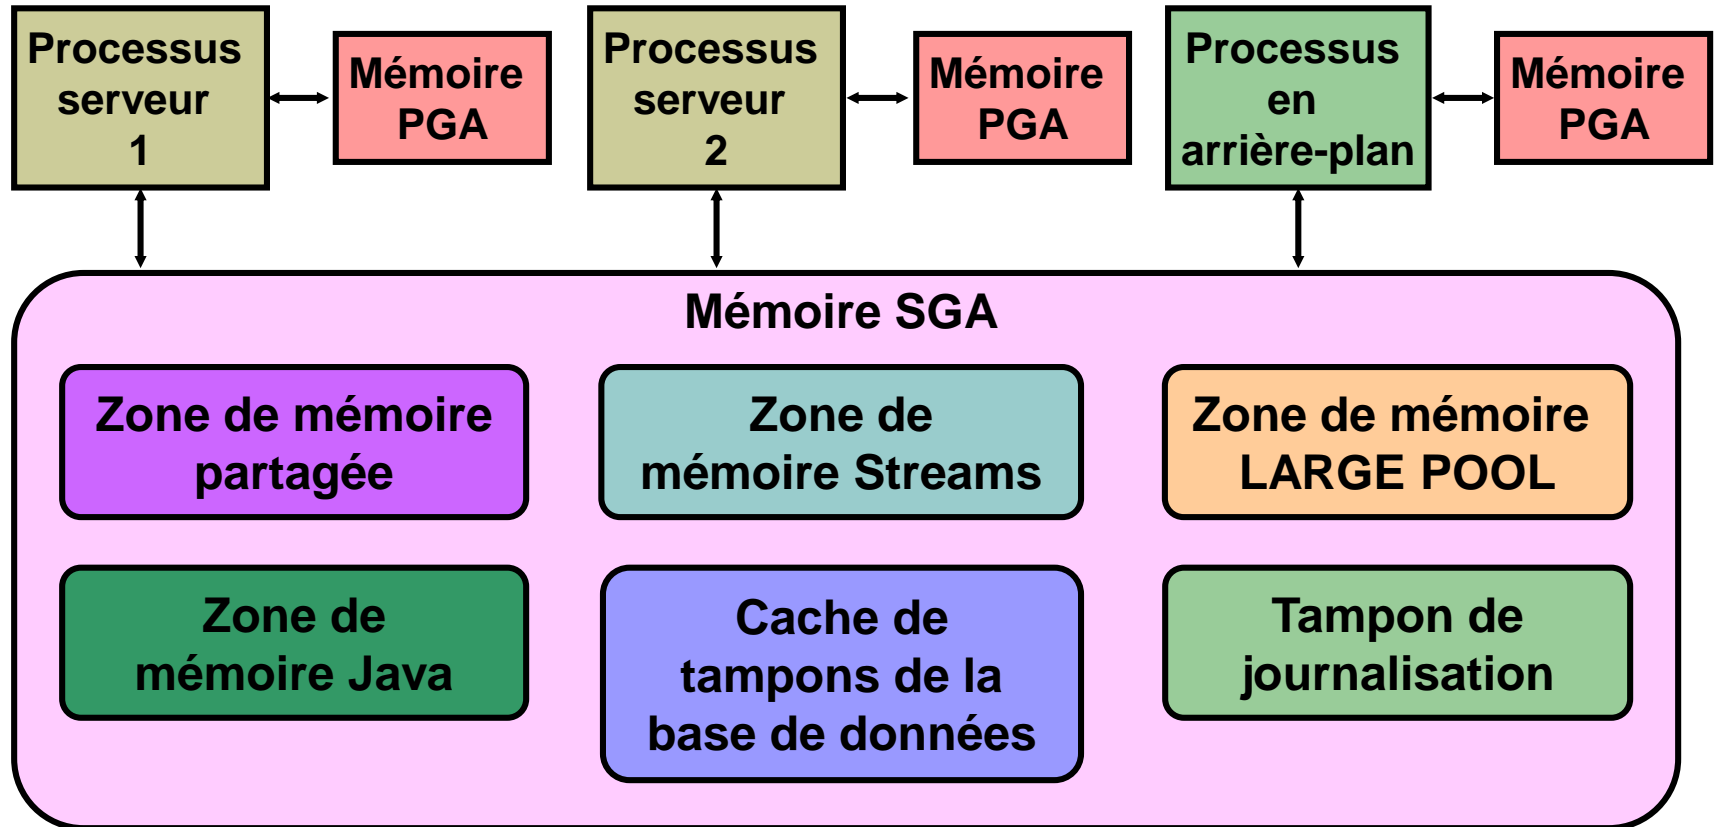 Processus
serveur
1
Mémoire
PGA
Processus
serveur
2
Mémoire
PGA
Processus
en
arrière-plan
Mémoire
PGA
Mémoire SGA
Zone de mémoire
partagée
Zone de
mémoire Streams
Zone de mémoire
LARGE POOL
Zone de
mémoire Java
Cache de
tampons de la
base de données
Tampon de
journalisation